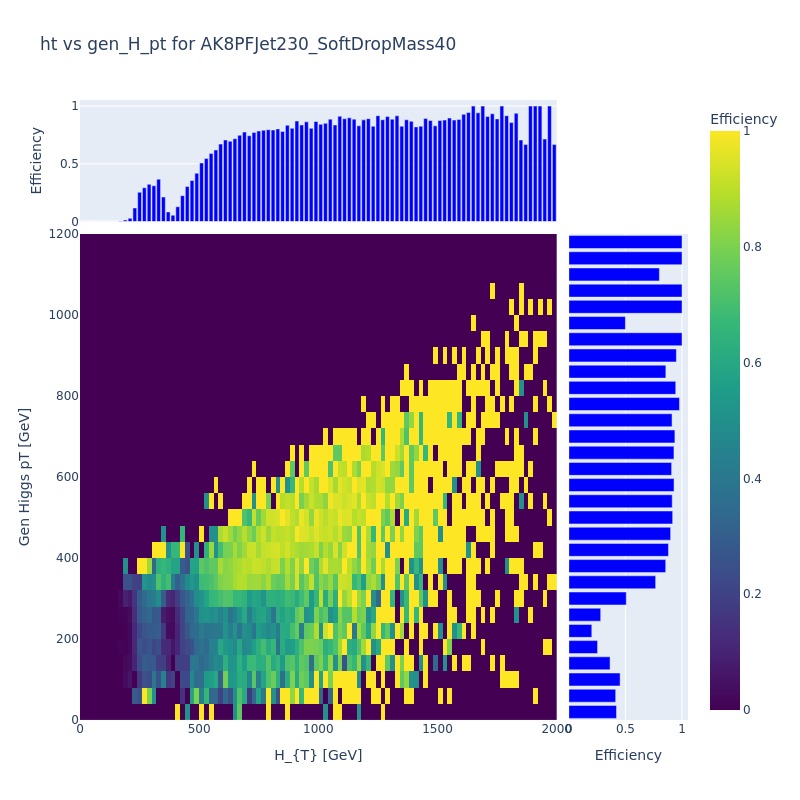 ht vs gen_H_pt for AK8PFJet230_SoftDropMass40
Efficiency
1
0.5
0
Efficiency
1
0.8
0.6
0.4
0.2
0
Gen Higgs pT [GeV]
1200
1000
800
600
400
200
0
0 500 1000 1500 2000
H_{T} [GeV]
0 0.5 1
Efficiency